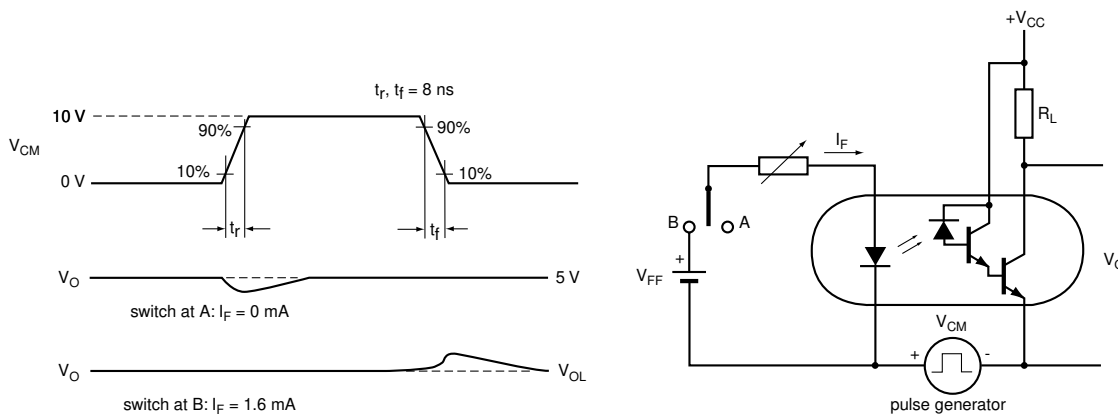 t_r, t_f = 8 ns
10 V
90%
90%
V_CM
10%
10%
0 V
t_r
t_f
V_O
5 V
switch at A: I_F = 0 mA
V_O
V_OL
switch at B: I_F = 1.6 mA
+V_CC
R_L
I_F
B
A
+
V_FF
V_O
V_CM
+
-
pulse generator